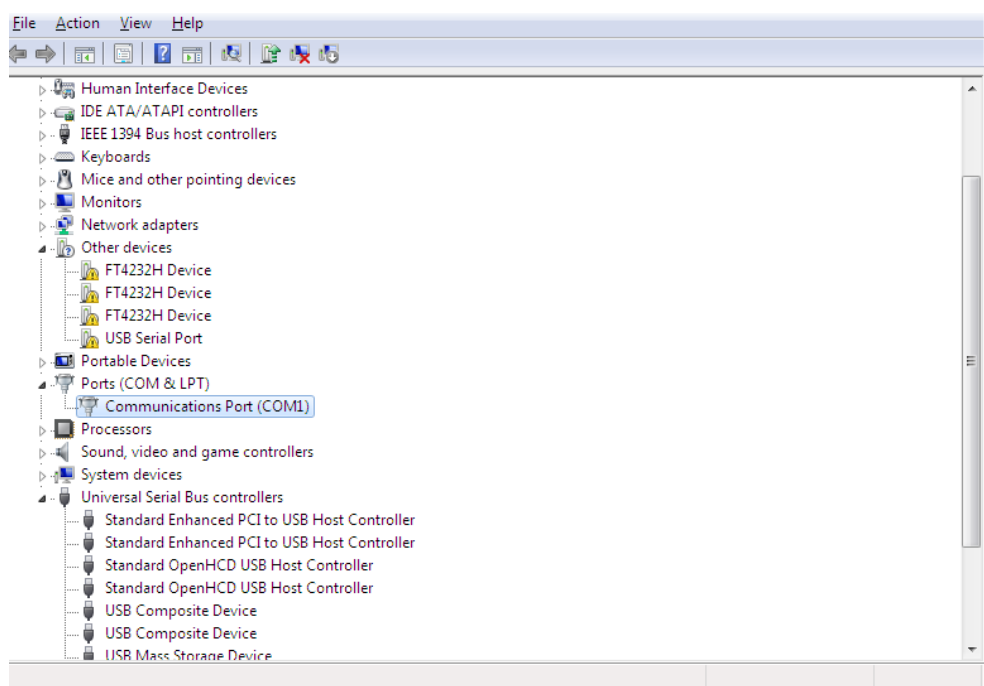 File Action View Help
Human Interface Devices
IDE ATA/ATAPI controllers
IEEE 1394 Bus host controllers
Keyboards
Mice and other pointing devices
Monitors
Network adapters
Other devices
FT4232H Device
FT4232H Device
FT4232H Device
USB Serial Port
Portable Devices
Ports (COM & LPT)
Communications Port (COM1)
Processors
Sound, video and game controllers
System devices
Universal Serial Bus controllers
Standard Enhanced PCI to USB Host Controller
Standard Enhanced PCI to USB Host Controller
Standard OpenHCD USB Host Controller
Standard OpenHCD USB Host Controller
USB Composite Device
USB Composite Device
USB Mass Storage Device